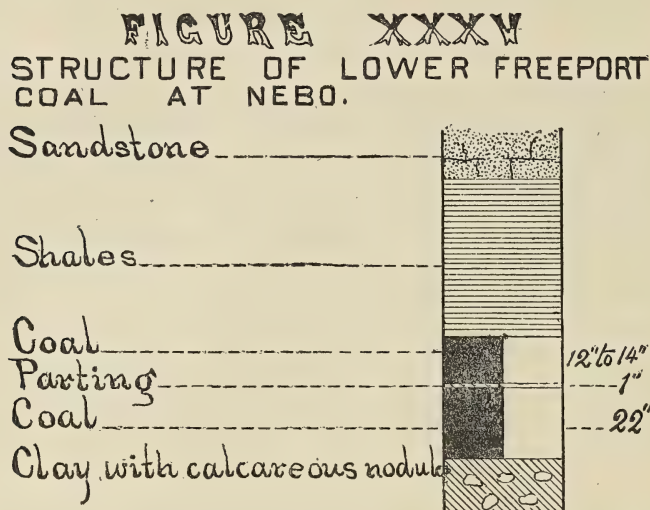 FIGURE XXXV
STRUCTURE OF LOWER FREEPORT
COAL AT NEBO.
Sandstone
Shales
Coal 12" to 14"
Parting 1"
Coal 22"
Clay with calcareous nodules